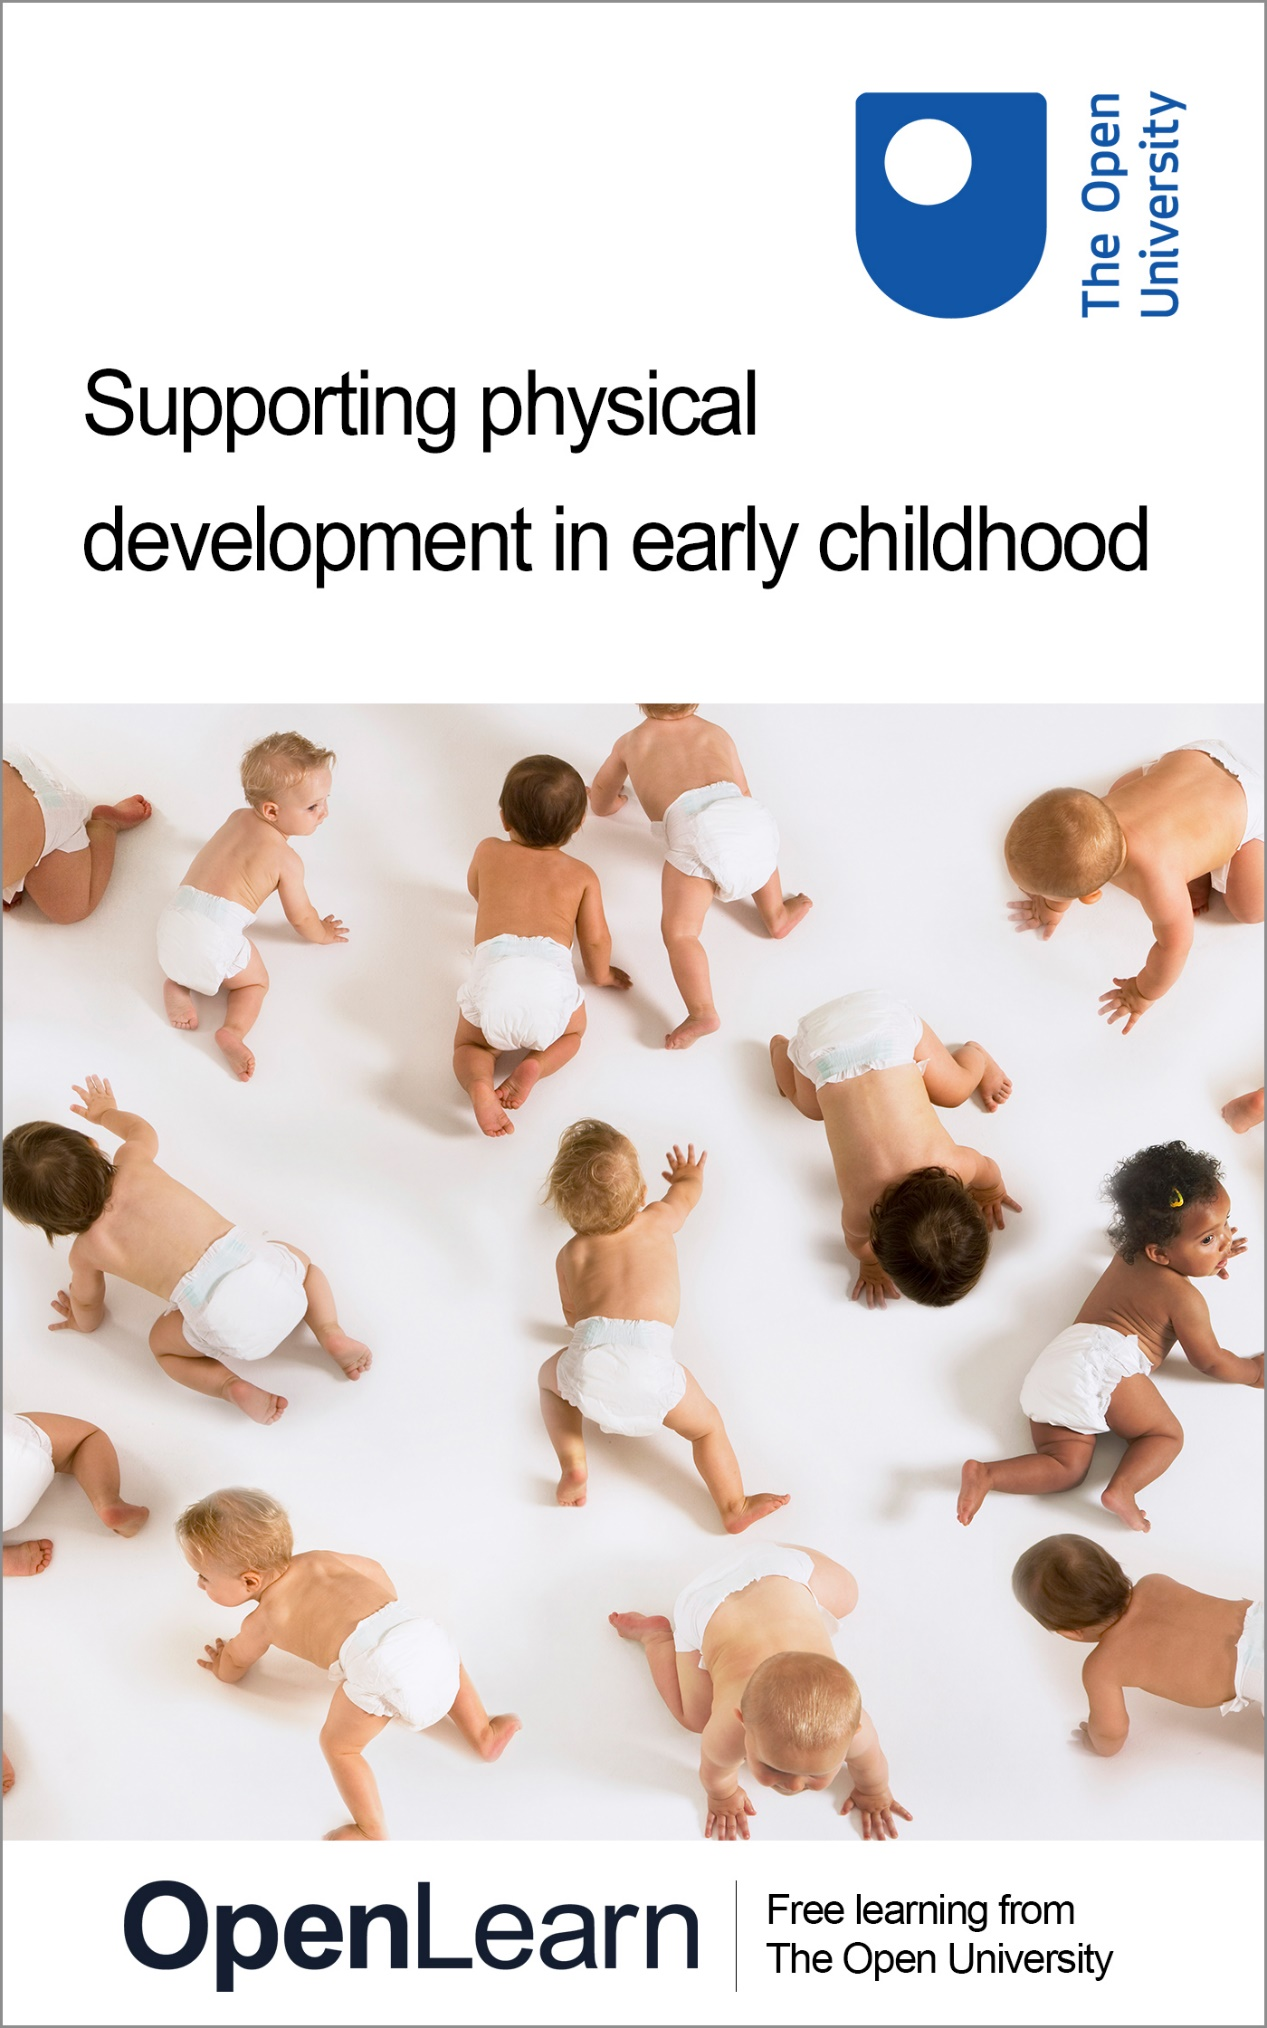 The Open
University
Supporting physical
development in early childhood
OpenLearn
Free learning from
The Open University